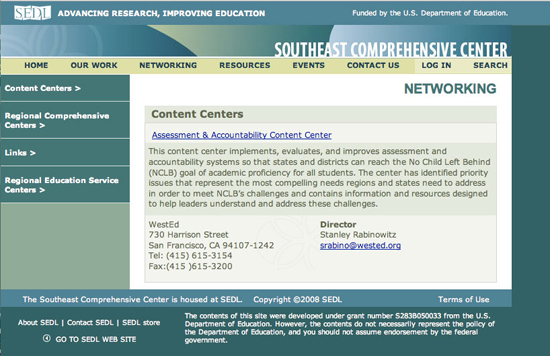 SEDL ADVANCING RESEARCH, IMPROVING EDUCATION
Funded by the U.S. Department of Education.
SOUTHEAST COMPREHENSIVE CENTER
HOME OUR WORK NETWORKING RESOURCES EVENTS CONTACT US LOG IN SEARCH
Content Centers >
Regional Comprehensive
Centers >
Links >
Regional Education Service
Centers >
NETWORKING
Content Centers
Assessment & Accountability Content Center
This content center implements, evaluates, and improves assessment and
accountability systems so that states and districts can reach the No Child Left Behind
(NCLB) goal of academic proficiency for all students. The center has identified priority
issues that represent the most compelling needs regions and states need to address
in order to meet NCLB's challenges and contains information and resources designed
to help leaders understand and address these challenges.
WestEd
730 Harrison Street
San Francisco, CA 94107-1242
Tel: (415) 615-3154
Fax:(415 )615-3200
Director
Stanley Rabinowitz
srabino@wested.org
The Southeast Comprehensive Center is housed at SEDL. Copyright ©2008 SEDL
Terms of Use
About SEDL | Contact SEDL | SEDL store
GO TO SEDL WEB SITE
The contents of this site were developed under grant number S283B050033 from the U.S.
Department of Education. However, the contents do not necessarily represent the policy of
the Department of Education, and you should not assume endorsement by the federal
government.